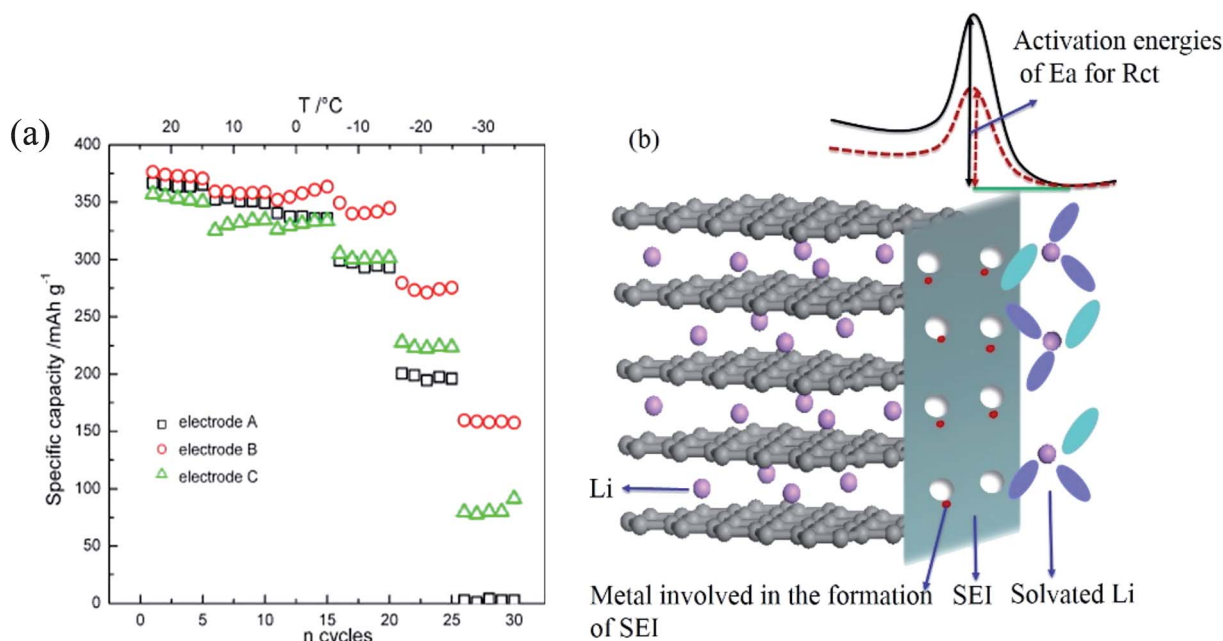 (a)
T /°C
20 10 0 -10 -20 -30
400
350
300
250
200
150
100
50
0
Specific capacity /mAh g⁻¹
electrode A
electrode B
electrode C
0 5 10 15 20 25 30
n cycles
(b)
Activation energies
of Ea for Rct
Li
Metal involved in the formation
of SEI
SEI
Solvated Li